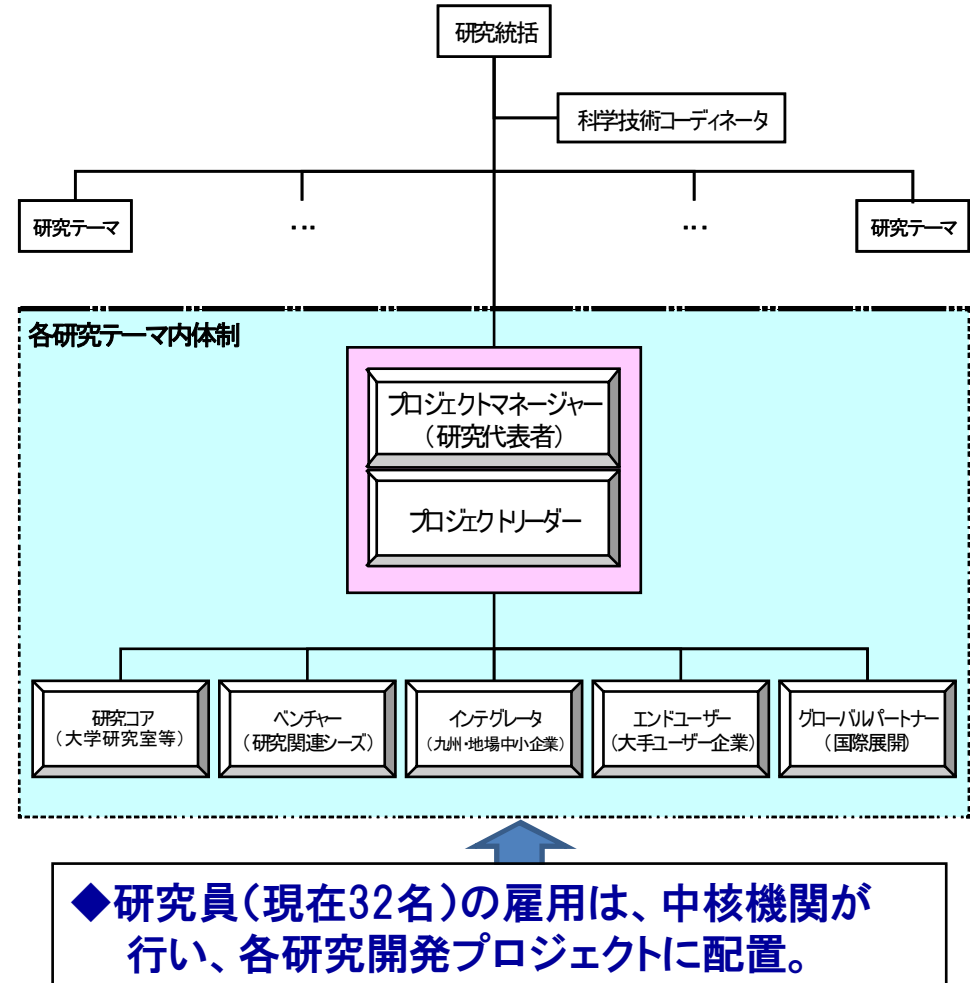 研究統括
科学技術コーディネータ
研究テーマ
…
…
研究テーマ
各研究テーマ内体制
プロジェクトマネージャー
（研究代表者）
プロジェクトリーダー
研究コア
（大学研究室等）
ベンチャー
（研究関連シーズ）
インテグレータ
（九州・地場中小企業）
エンドユーザー
（大手ユーザー企業）
グローバルパートナー
（国際展開）
◆研究員（現在32名）の雇用は、中核機関が
行い、各研究開発プロジェクトに配置。